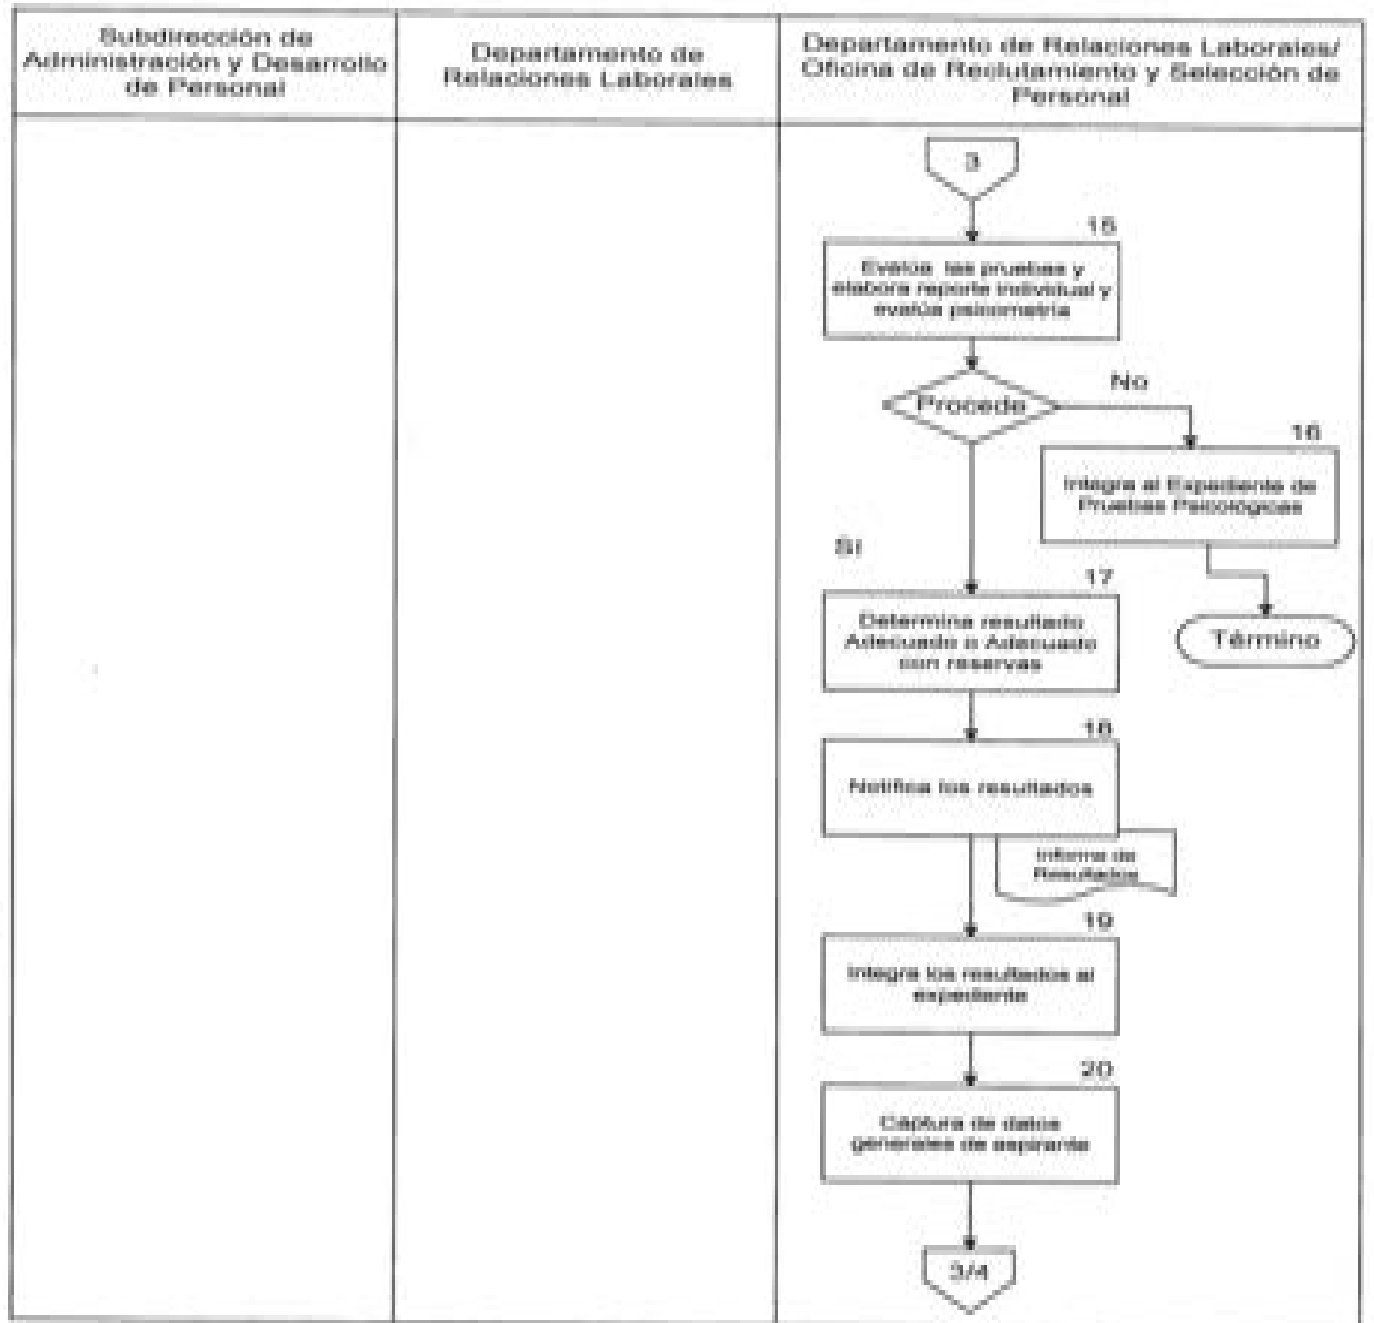 Subdirección de
Administración y Desarrollo
de Personal
Departamento de
Relaciones Laborales
Departamento de Relaciones Laborales/
Oficina de Reclutamiento y Selección de
Personal
3
15
Evalúa las pruebas y
elabora reporte individual y
evalúa psicometría
Procede
No
16
Integra al Expediente de
Pruebas Psicológicas
Término
Si
17
Determina resultado
Adecuado o Adecuado
con reservas
18
Notifica los resultados
Informe de
Resultados
19
Integra los resultados al
expediente
20
Captura de datos
generales de aspirante
3/4